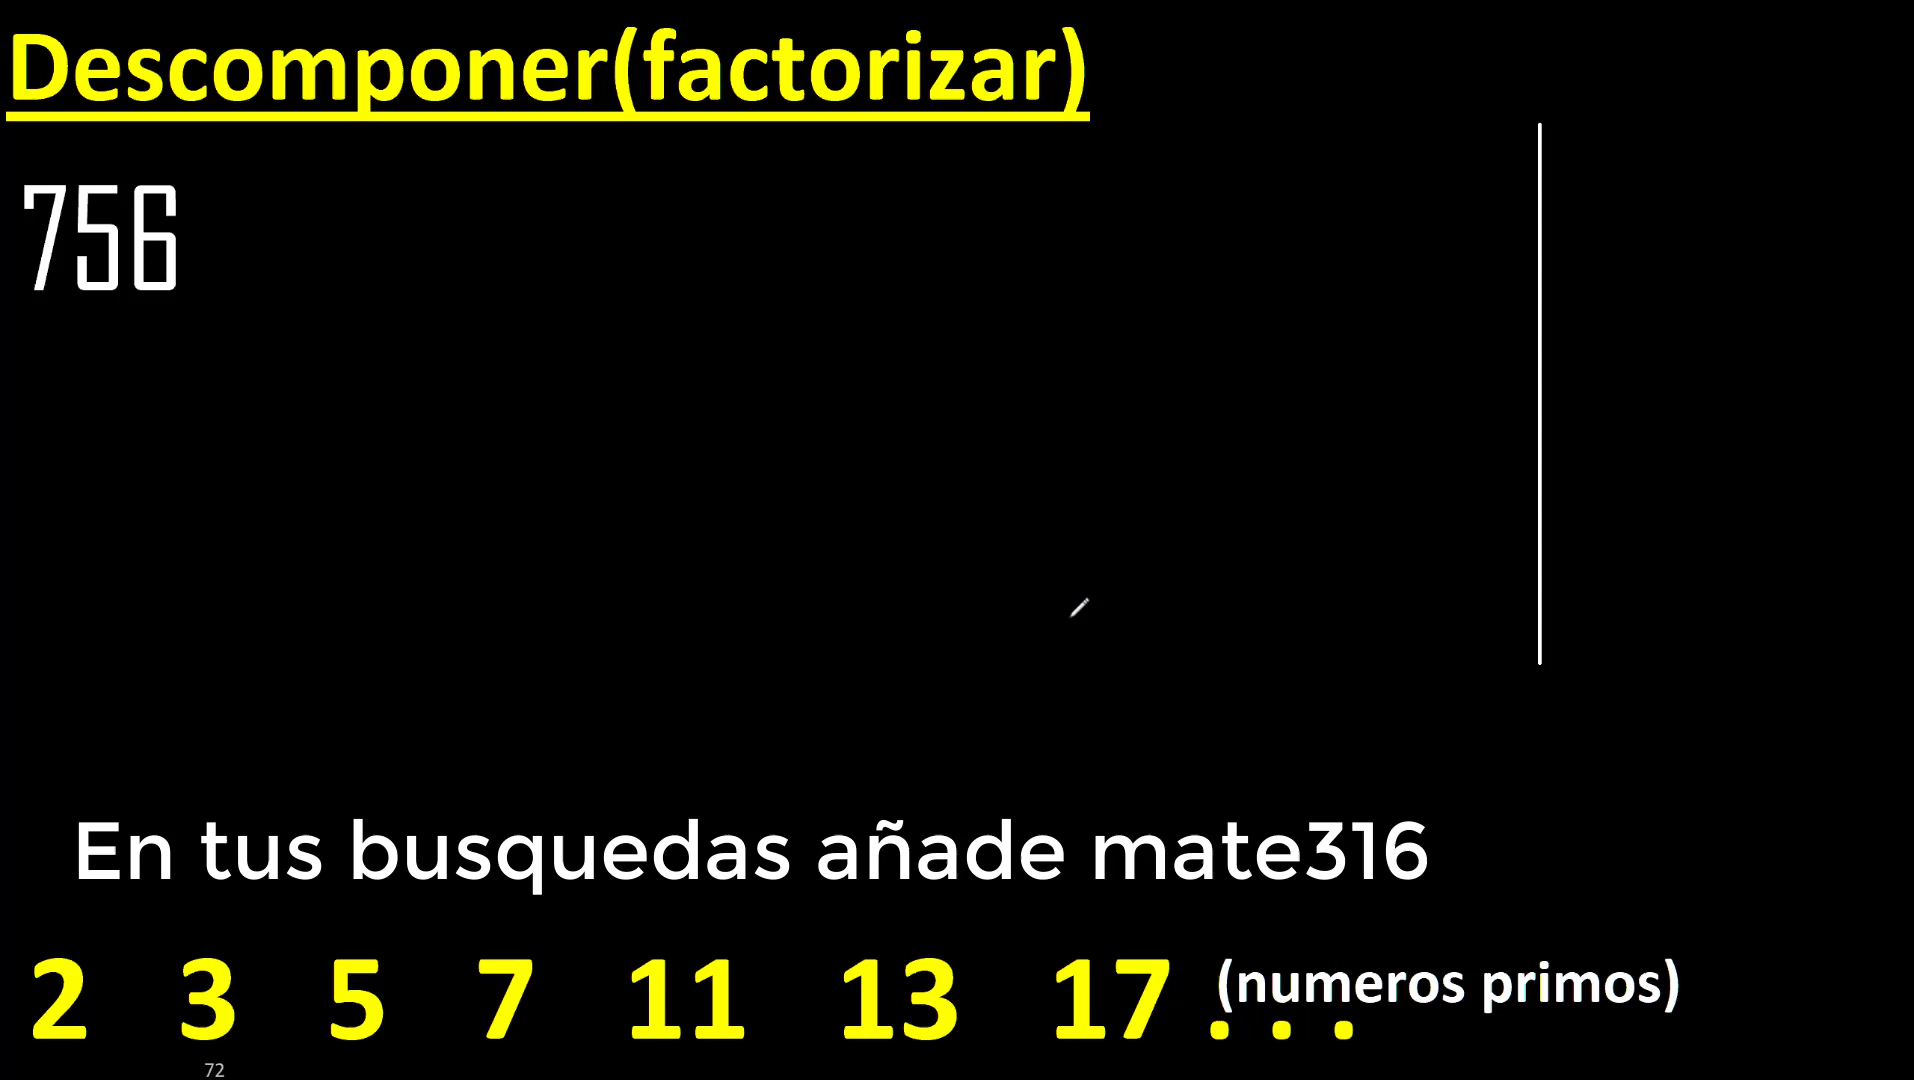 Descomponer(factorizar)
756
En tus busquedas añade mate316
2 3 5 7 11 13 17 . . . (numeros primos)
72